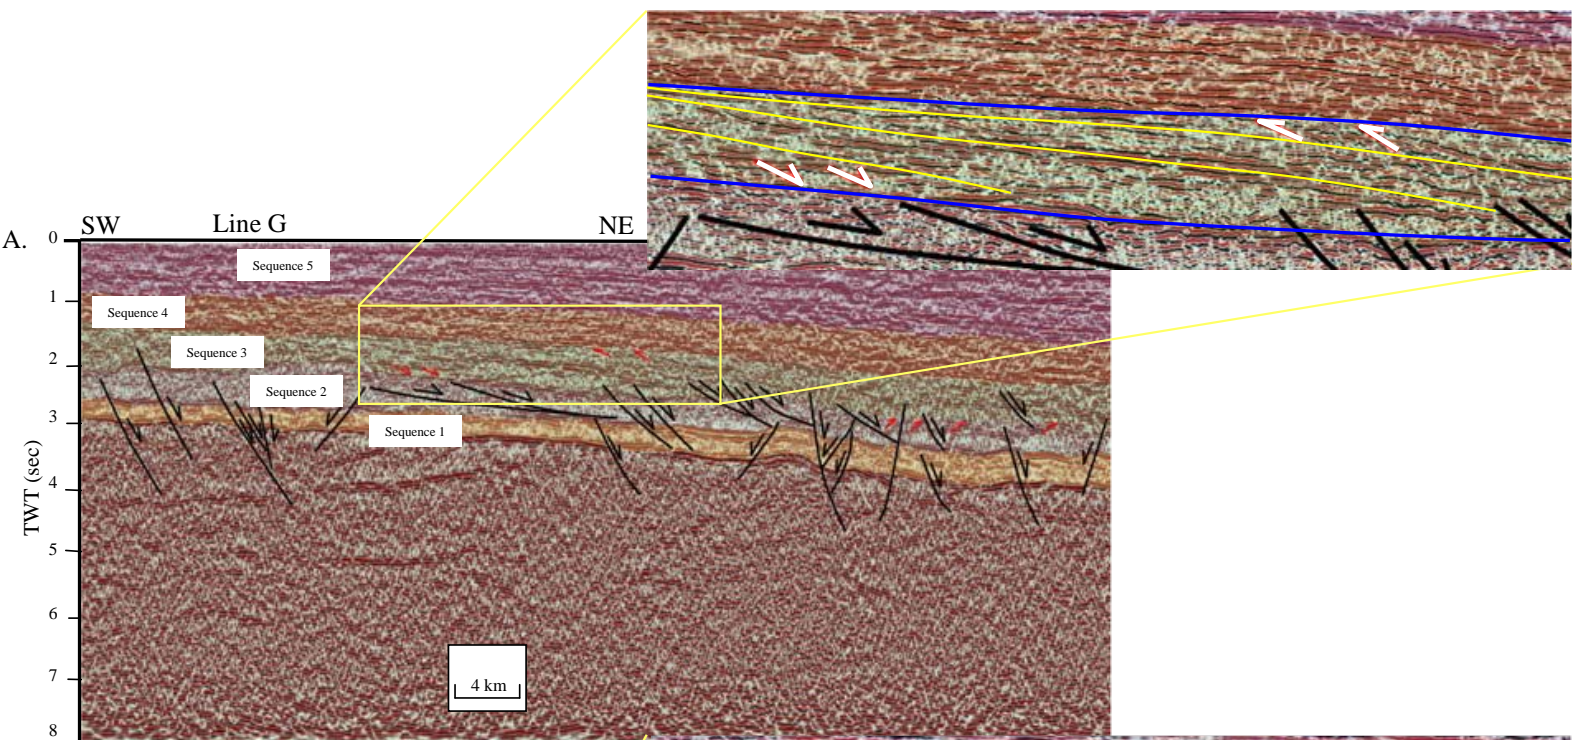 A.
SW
Line G
NE
0
Sequence 5
1
Sequence 4
Sequence 3
2
Sequence 2
3
Sequence 1
4
TWT (sec)
5
6
4 km
7
8